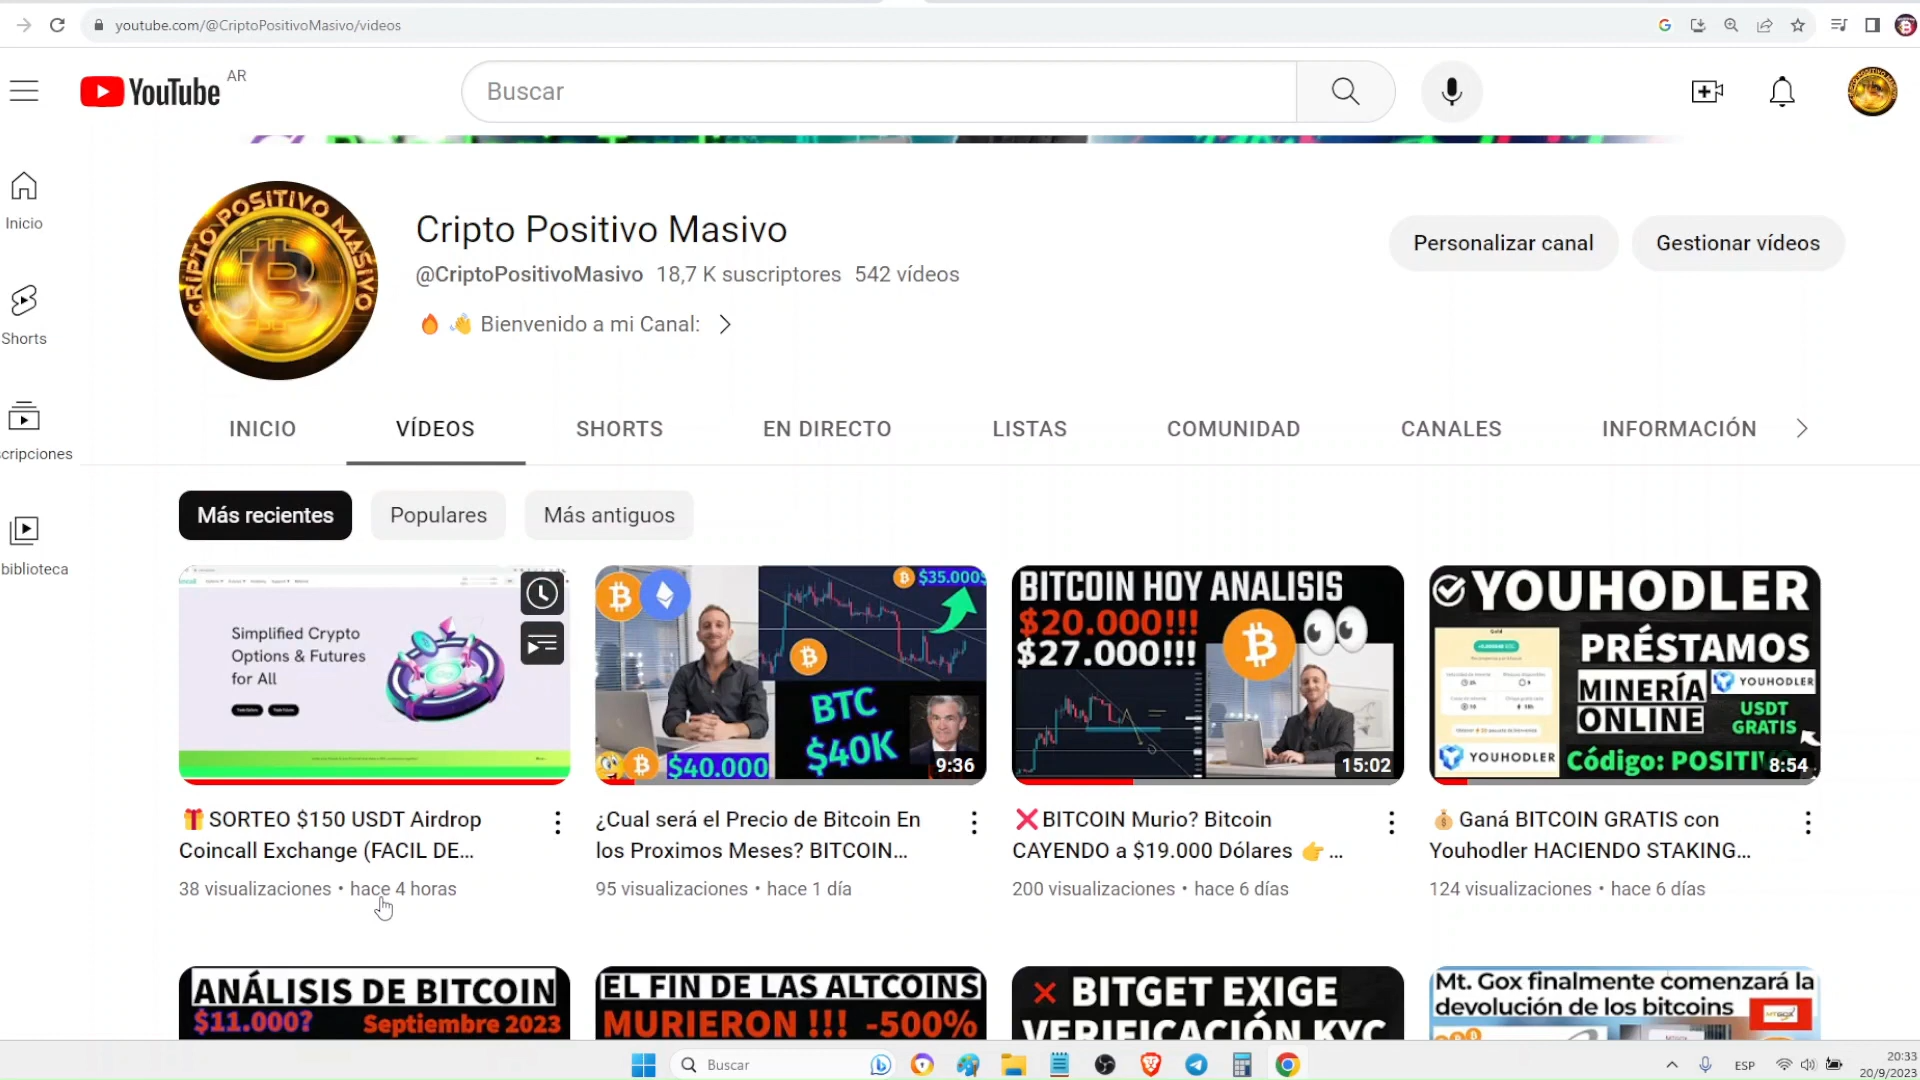 youtube.com/@CriptoPositivoMasivo/videos
YouTube AR
Buscar
Inicio
Shorts
cripciones
biblioteca
CRIPTO POSITIVO MASIVO
Cripto Positivo Masivo
@CriptoPositivoMasivo 18,7 K suscriptores 542 vídeos
🔥 👋 Bienvenido a mi Canal:
Personalizar canal
Gestionar vídeos
INICIO
VÍDEOS
SHORTS
EN DIRECTO
LISTAS
COMUNIDAD
CANALES
INFORMACIÓN
Más recientes
Populares
Más antiguos
Simplified Crypto
Options & Futures
for All
🎁SORTEO $150 USDT Airdrop
Coincall Exchange (FACIL DE...
38 visualizaciones • hace 4 horas
$35.000$
BTC
$40K
$40.000
9:36
¿Cual será el Precio de Bitcoin En
los Proximos Meses? BITCOIN...
95 visualizaciones • hace 1 día
BITCOIN HOY ANALISIS
$20.000!!!
$27.000!!!
15:02
❌BITCOIN Murio? Bitcoin
CAYENDO a $19.000 Dólares 👉...
200 visualizaciones • hace 6 días
YOUHODLER
PRÉSTAMOS
MINERÍA
ONLINE
YOUHODLER
USDT
GRATIS
YOUHODLER
Código: POSITI
8:54
💰 Ganá BITCOIN GRATIS con
Youhodler HACIENDO STAKING...
124 visualizaciones • hace 6 días
ANÁLISIS DE BITCOIN
$11.000?
Septiembre 2023
EL FIN DE LAS ALTCOINS
MURIERON !!! -500%
❌ BITGET EXIGE
VERIFICACIÓN KYC
Mt. Gox finalmente comenzará la
devolución de los bitcoins
MTGOX
Buscar
ESP
20:33
20/9/2023